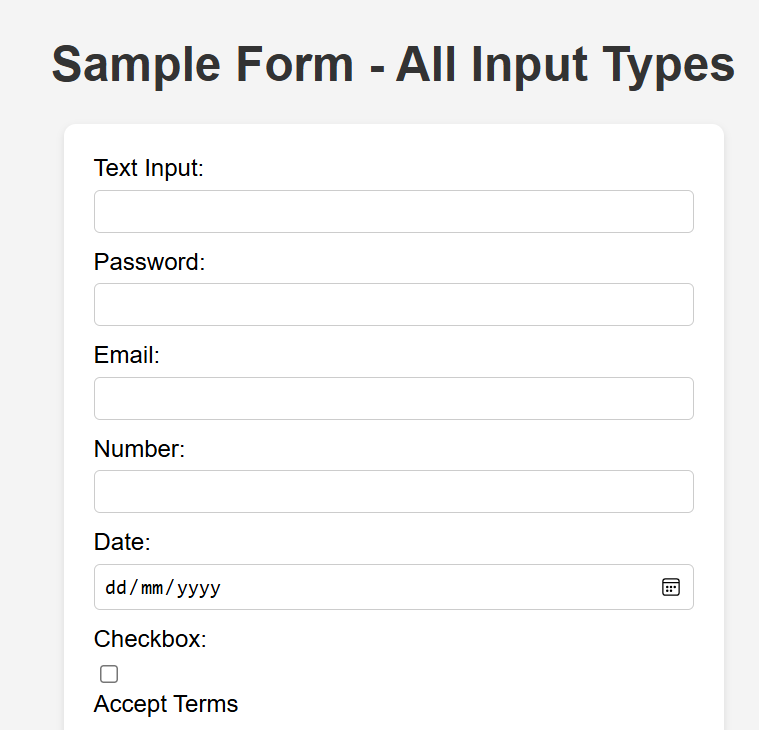 Sample Form - All Input Types
Text Input:
Password:
Email:
Number:
Date:
dd/mm/yyyy
Checkbox:
Accept Terms